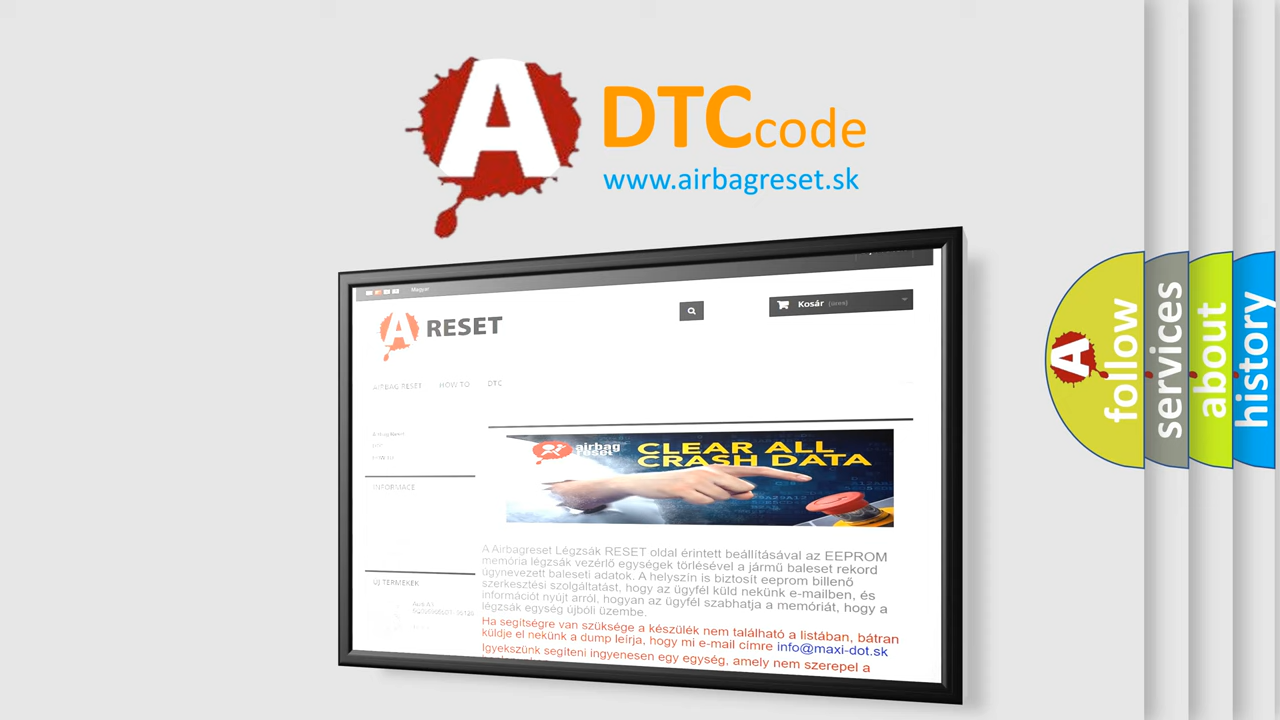 A DTC code
www.airbagreset.sk
Magyar
A RESET
Kosár (üres)
AIRBAG RESET HOW TO DTC
INFORMACE
ÚJ TERMÉKEK
airbag
reset
CLEAR ALL
CRASH DATA
A Airbagreset Légzsák RESET oldal érintett beállításával az EEPROM
memória légzsák vezérlő egységek törlésével a jármű baleset rekord
úgynevezett baleseti adatok. A helyszín is biztosít eeprom billenő
szerkesztési szolgáltatást, hogy az ügyfél küld nekünk e-mailben, és
információt nyújt arról, hogyan az ügyfél szabhatja a memóriát, hogy a
légzsák egység újbóli üzembe.
Ha segítségre van szüksége a készülék nem található a listában, bátran
küldje el nekünk a dump leírja, hogy mi e-mail címre info@maxi-dot.sk
Igyekszünk segíteni ingyenesen egy egység, amely nem szerepel a
A follow
services
about
history